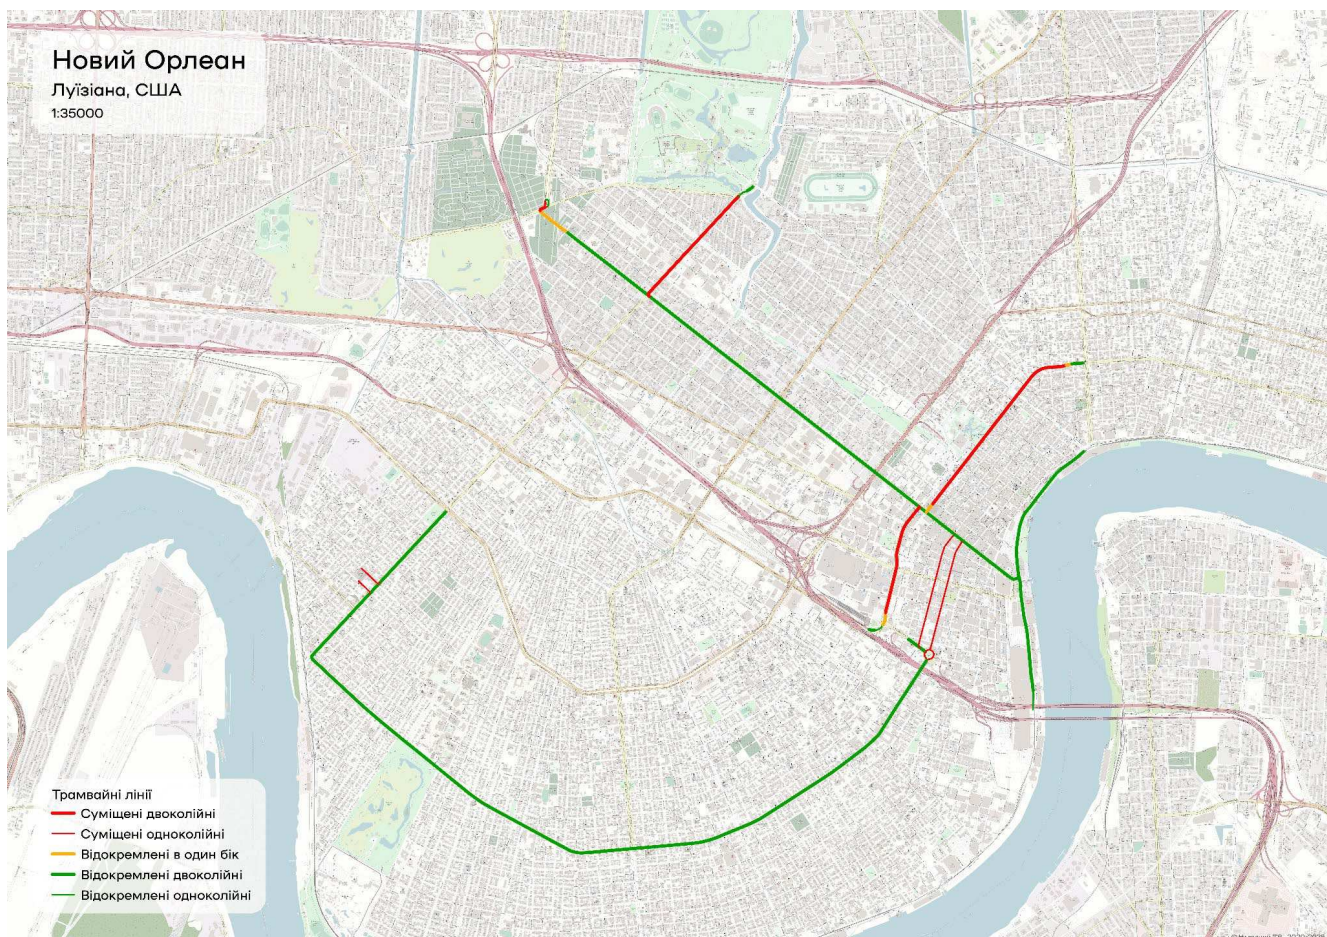 Новий Орлеан
Луїзіана, США
1:35000
Трамвайні лінії
Суміщені двоколійні
Суміщені одноколійні
Відокремлені в один бік
Відокремлені двоколійні
Відокремлені одноколійні